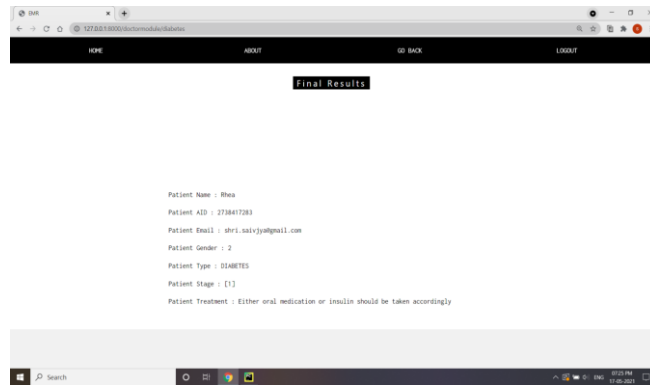 EMR
127.0.0.1:8000/doctormodule/diabetes
HOME ABOUT GO BACK LOGOUT
Final Results
Patient Name : Rhea
Patient AID : 2738417283
Patient Email : shri.saivjya@gmail.com
Patient Gender : 2
Patient Type : DIABETES
Patient Stage : [1]
Patient Treatment : Either oral medication or insulin should be taken accordingly
Search
ENG
07:25 PM
17-05-2021